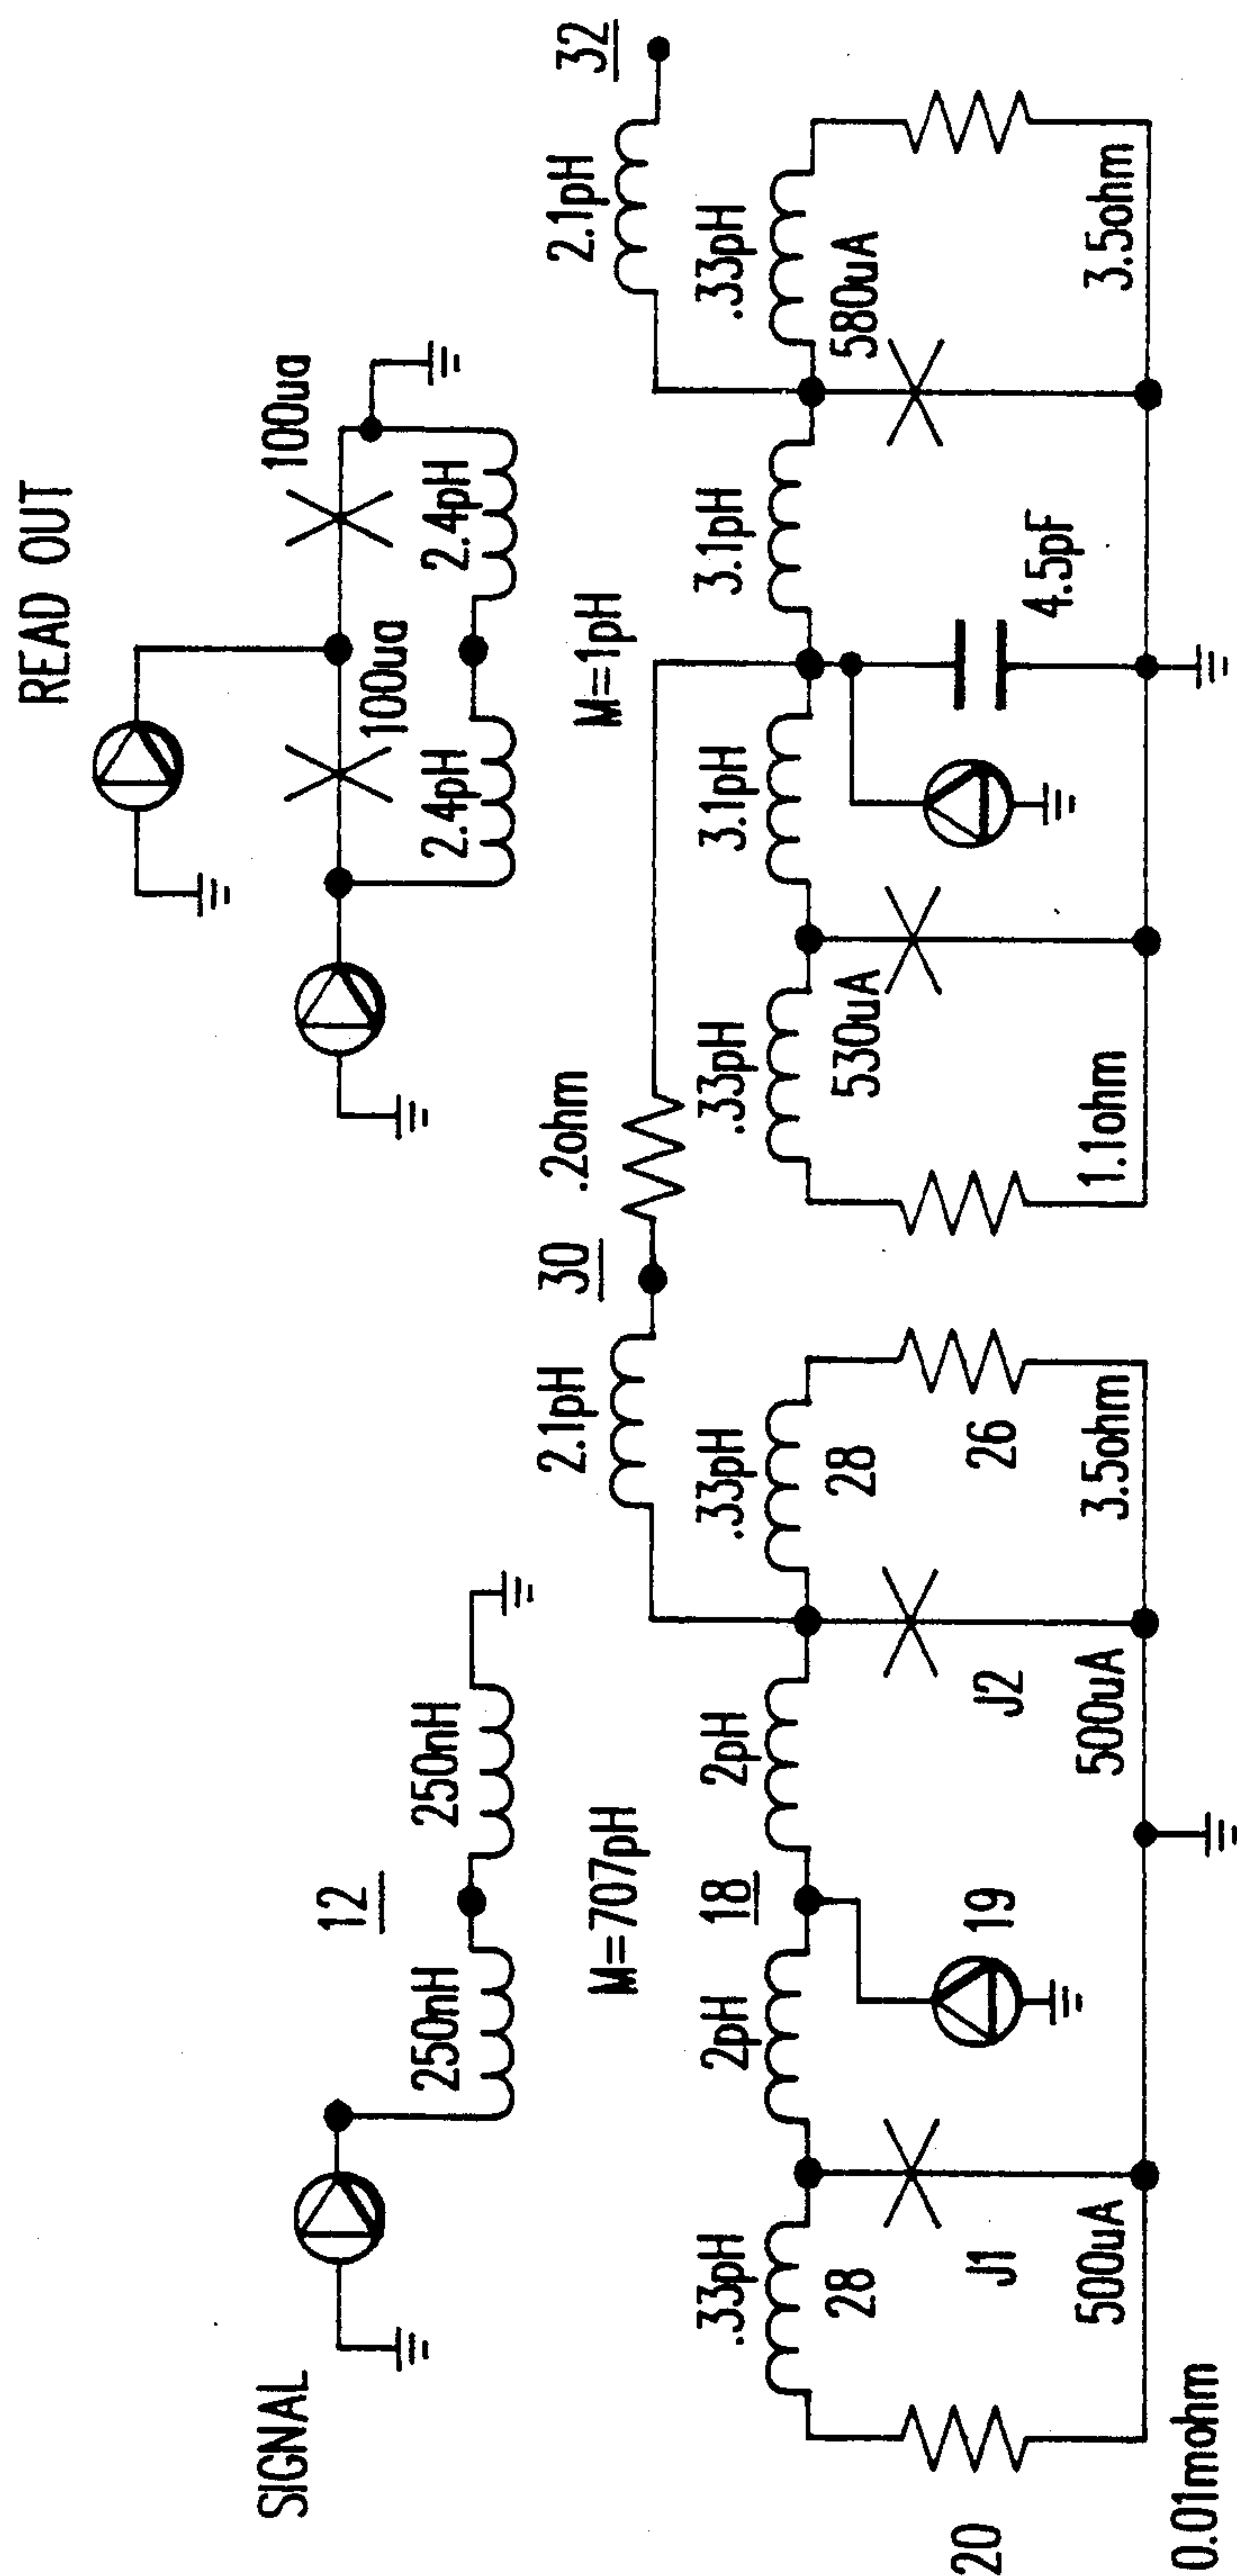 SIGNAL
READ OUT
12
250nH
250nH
100ua
100ua
2.4pH
2.4pH
M=707pH
M=1pH
2.1pH
30
.2ohm
2.1pH
32
.33pH
28
2pH
18
2pH
.33pH
28
.33pH
3.1pH
3.1pH
.33pH
20
J1
19
J2
26
530uA
580uA
4.5pF
0.01mohm
500uA
500uA
3.5ohm
1.1ohm
3.5ohm